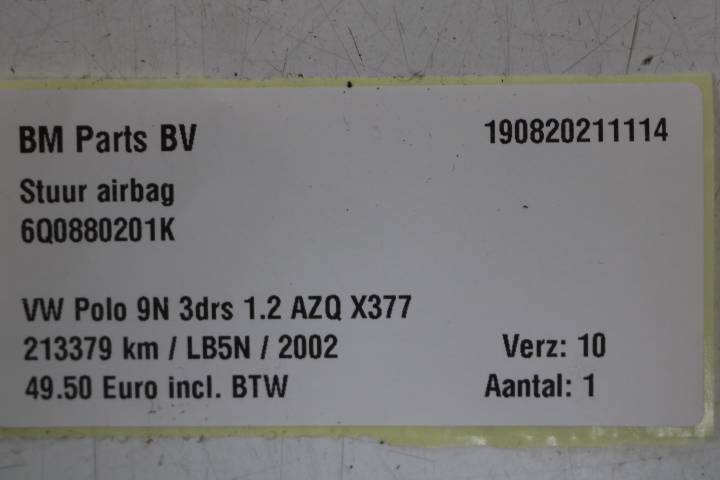 BM Parts BV 190820211114
Stuur airbag
6Q0880201K
VW Polo 9N 3drs 1.2 AZQ X377
213379 km / LB5N / 2002 Verz: 10
49.50 Euro incl. BTW Aantal: 1